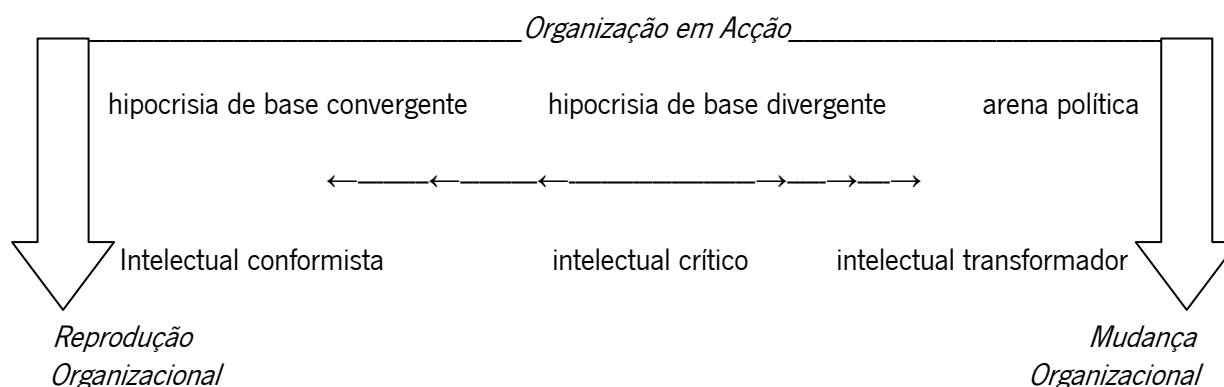 Organização em Acção
hipocrisia de base convergente hipocrisia de base divergente arena política
Intelectual conformista intelectual crítico intelectual transformador
Reprodução Mudança
Organizacional Organizacional